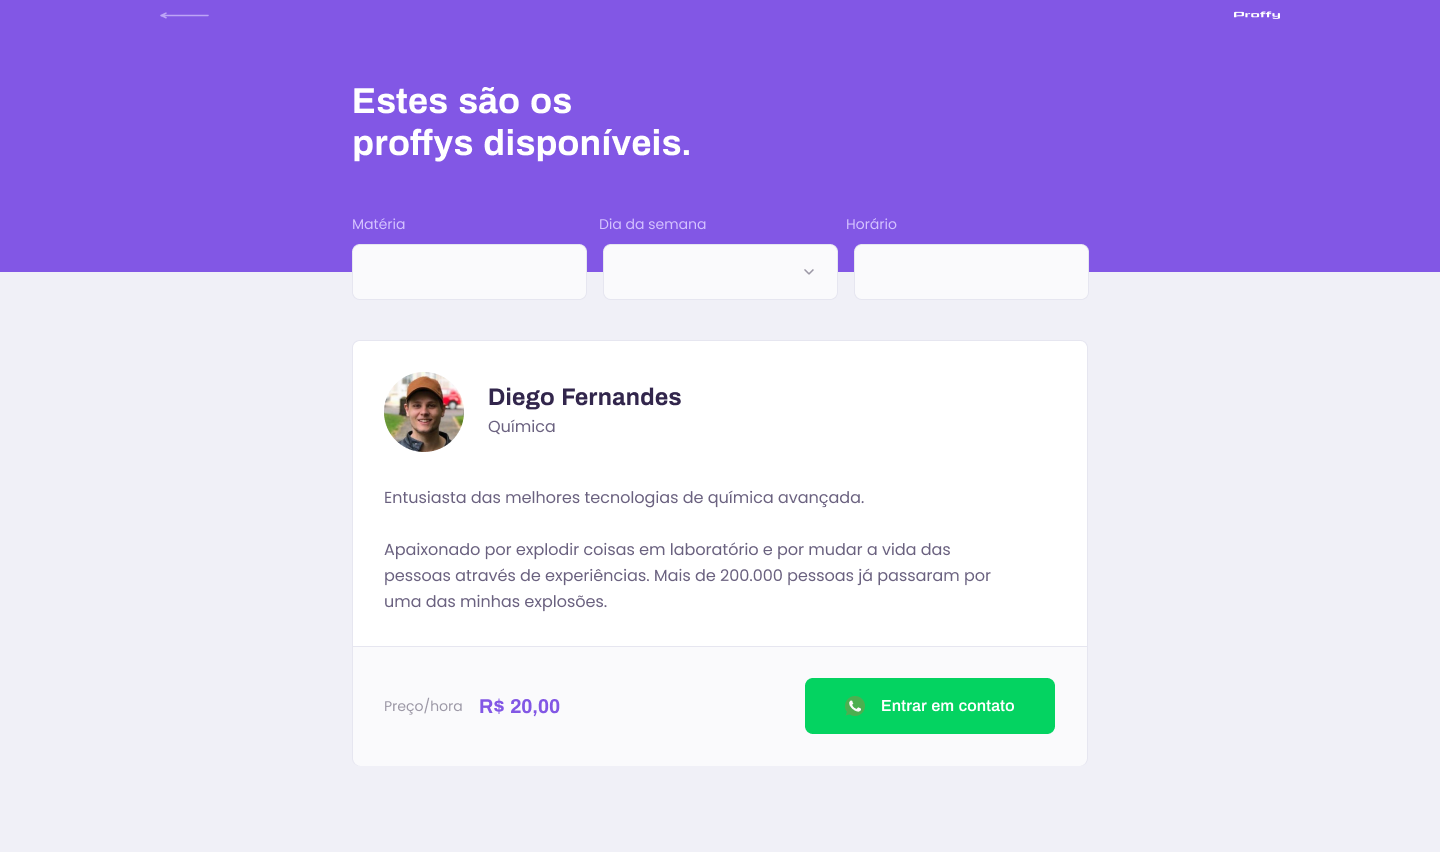 Proffy
Estes são os
proffys disponíveis.
Matéria
Dia da semana
Horário
Diego Fernandes
Química
Entusiasta das melhores tecnologias de química avançada.
Apaixonado por explodir coisas em laboratório e por mudar a vida das
pessoas através de experiências. Mais de 200.000 pessoas já passaram por
uma das minhas explosões.
Preço/hora R$ 20,00
Entrar em contato